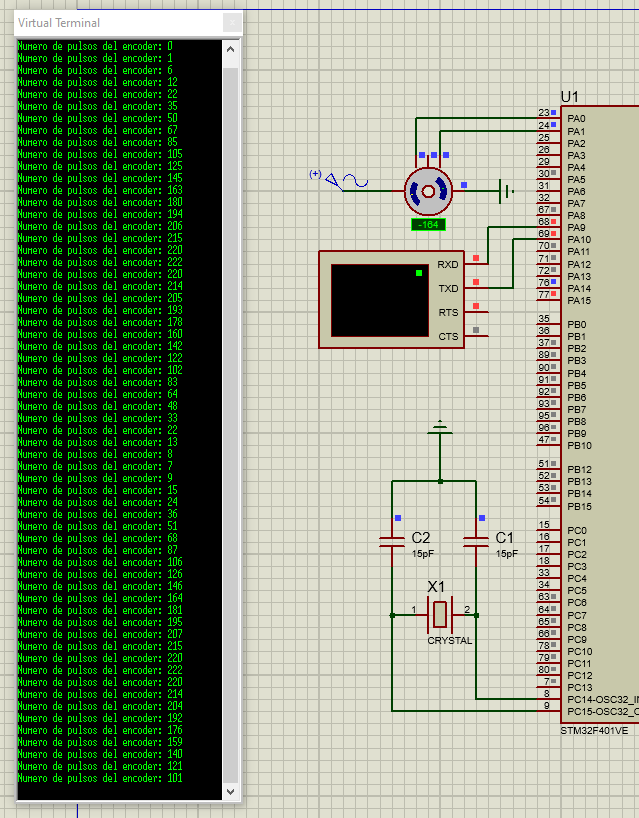 Virtual Terminal
Numero de pulsos del encoder: 0
Numero de pulsos del encoder: 1
Numero de pulsos del encoder: 6
Numero de pulsos del encoder: 12
Numero de pulsos del encoder: 22
Numero de pulsos del encoder: 35
Numero de pulsos del encoder: 50
Numero de pulsos del encoder: 67
Numero de pulsos del encoder: 85
Numero de pulsos del encoder: 105
Numero de pulsos del encoder: 125
Numero de pulsos del encoder: 145
Numero de pulsos del encoder: 163
Numero de pulsos del encoder: 180
Numero de pulsos del encoder: 194
Numero de pulsos del encoder: 206
Numero de pulsos del encoder: 215
Numero de pulsos del encoder: 220
Numero de pulsos del encoder: 222
Numero de pulsos del encoder: 220
Numero de pulsos del encoder: 214
Numero de pulsos del encoder: 205
Numero de pulsos del encoder: 193
Numero de pulsos del encoder: 178
Numero de pulsos del encoder: 160
Numero de pulsos del encoder: 142
Numero de pulsos del encoder: 122
Numero de pulsos del encoder: 102
Numero de pulsos del encoder: 83
Numero de pulsos del encoder: 64
Numero de pulsos del encoder: 48
Numero de pulsos del encoder: 33
Numero de pulsos del encoder: 22
Numero de pulsos del encoder: 13
Numero de pulsos del encoder: 8
Numero de pulsos del encoder: 7
Numero de pulsos del encoder: 9
Numero de pulsos del encoder: 15
Numero de pulsos del encoder: 24
Numero de pulsos del encoder: 36
Numero de pulsos del encoder: 51
Numero de pulsos del encoder: 68
Numero de pulsos del encoder: 87
Numero de pulsos del encoder: 106
Numero de pulsos del encoder: 126
Numero de pulsos del encoder: 146
Numero de pulsos del encoder: 164
Numero de pulsos del encoder: 181
Numero de pulsos del encoder: 195
Numero de pulsos del encoder: 207
Numero de pulsos del encoder: 215
Numero de pulsos del encoder: 220
Numero de pulsos del encoder: 222
Numero de pulsos del encoder: 220
Numero de pulsos del encoder: 214
Numero de pulsos del encoder: 204
Numero de pulsos del encoder: 192
Numero de pulsos del encoder: 176
Numero de pulsos del encoder: 159
Numero de pulsos del encoder: 140
Numero de pulsos del encoder: 121
Numero de pulsos del encoder: 101
(+)
-164
RXD
TXD
RTS
CTS
C2
15pF
C1
15pF
X1
1
2
CRYSTAL
U1
23 PA0
24 PA1
25 PA2
26 PA3
29 PA4
30 PA5
31 PA6
32 PA7
67 PA8
68 PA9
69 PA10
70 PA11
71 PA12
72 PA13
76 PA14
77 PA15
35 PB0
36 PB1
37 PB2
89 PB3
90 PB4
91 PB5
92 PB6
93 PB7
95 PB8
96 PB9
47 PB10
51 PB12
52 PB13
53 PB14
54 PB15
15 PC0
16 PC1
17 PC2
18 PC3
33 PC4
34 PC5
63 PC6
64 PC7
65 PC8
66 PC9
78 PC10
79 PC11
80 PC12
7 PC13
8 PC14-OSC32_IN
9 PC15-OSC32_O
STM32F401VE